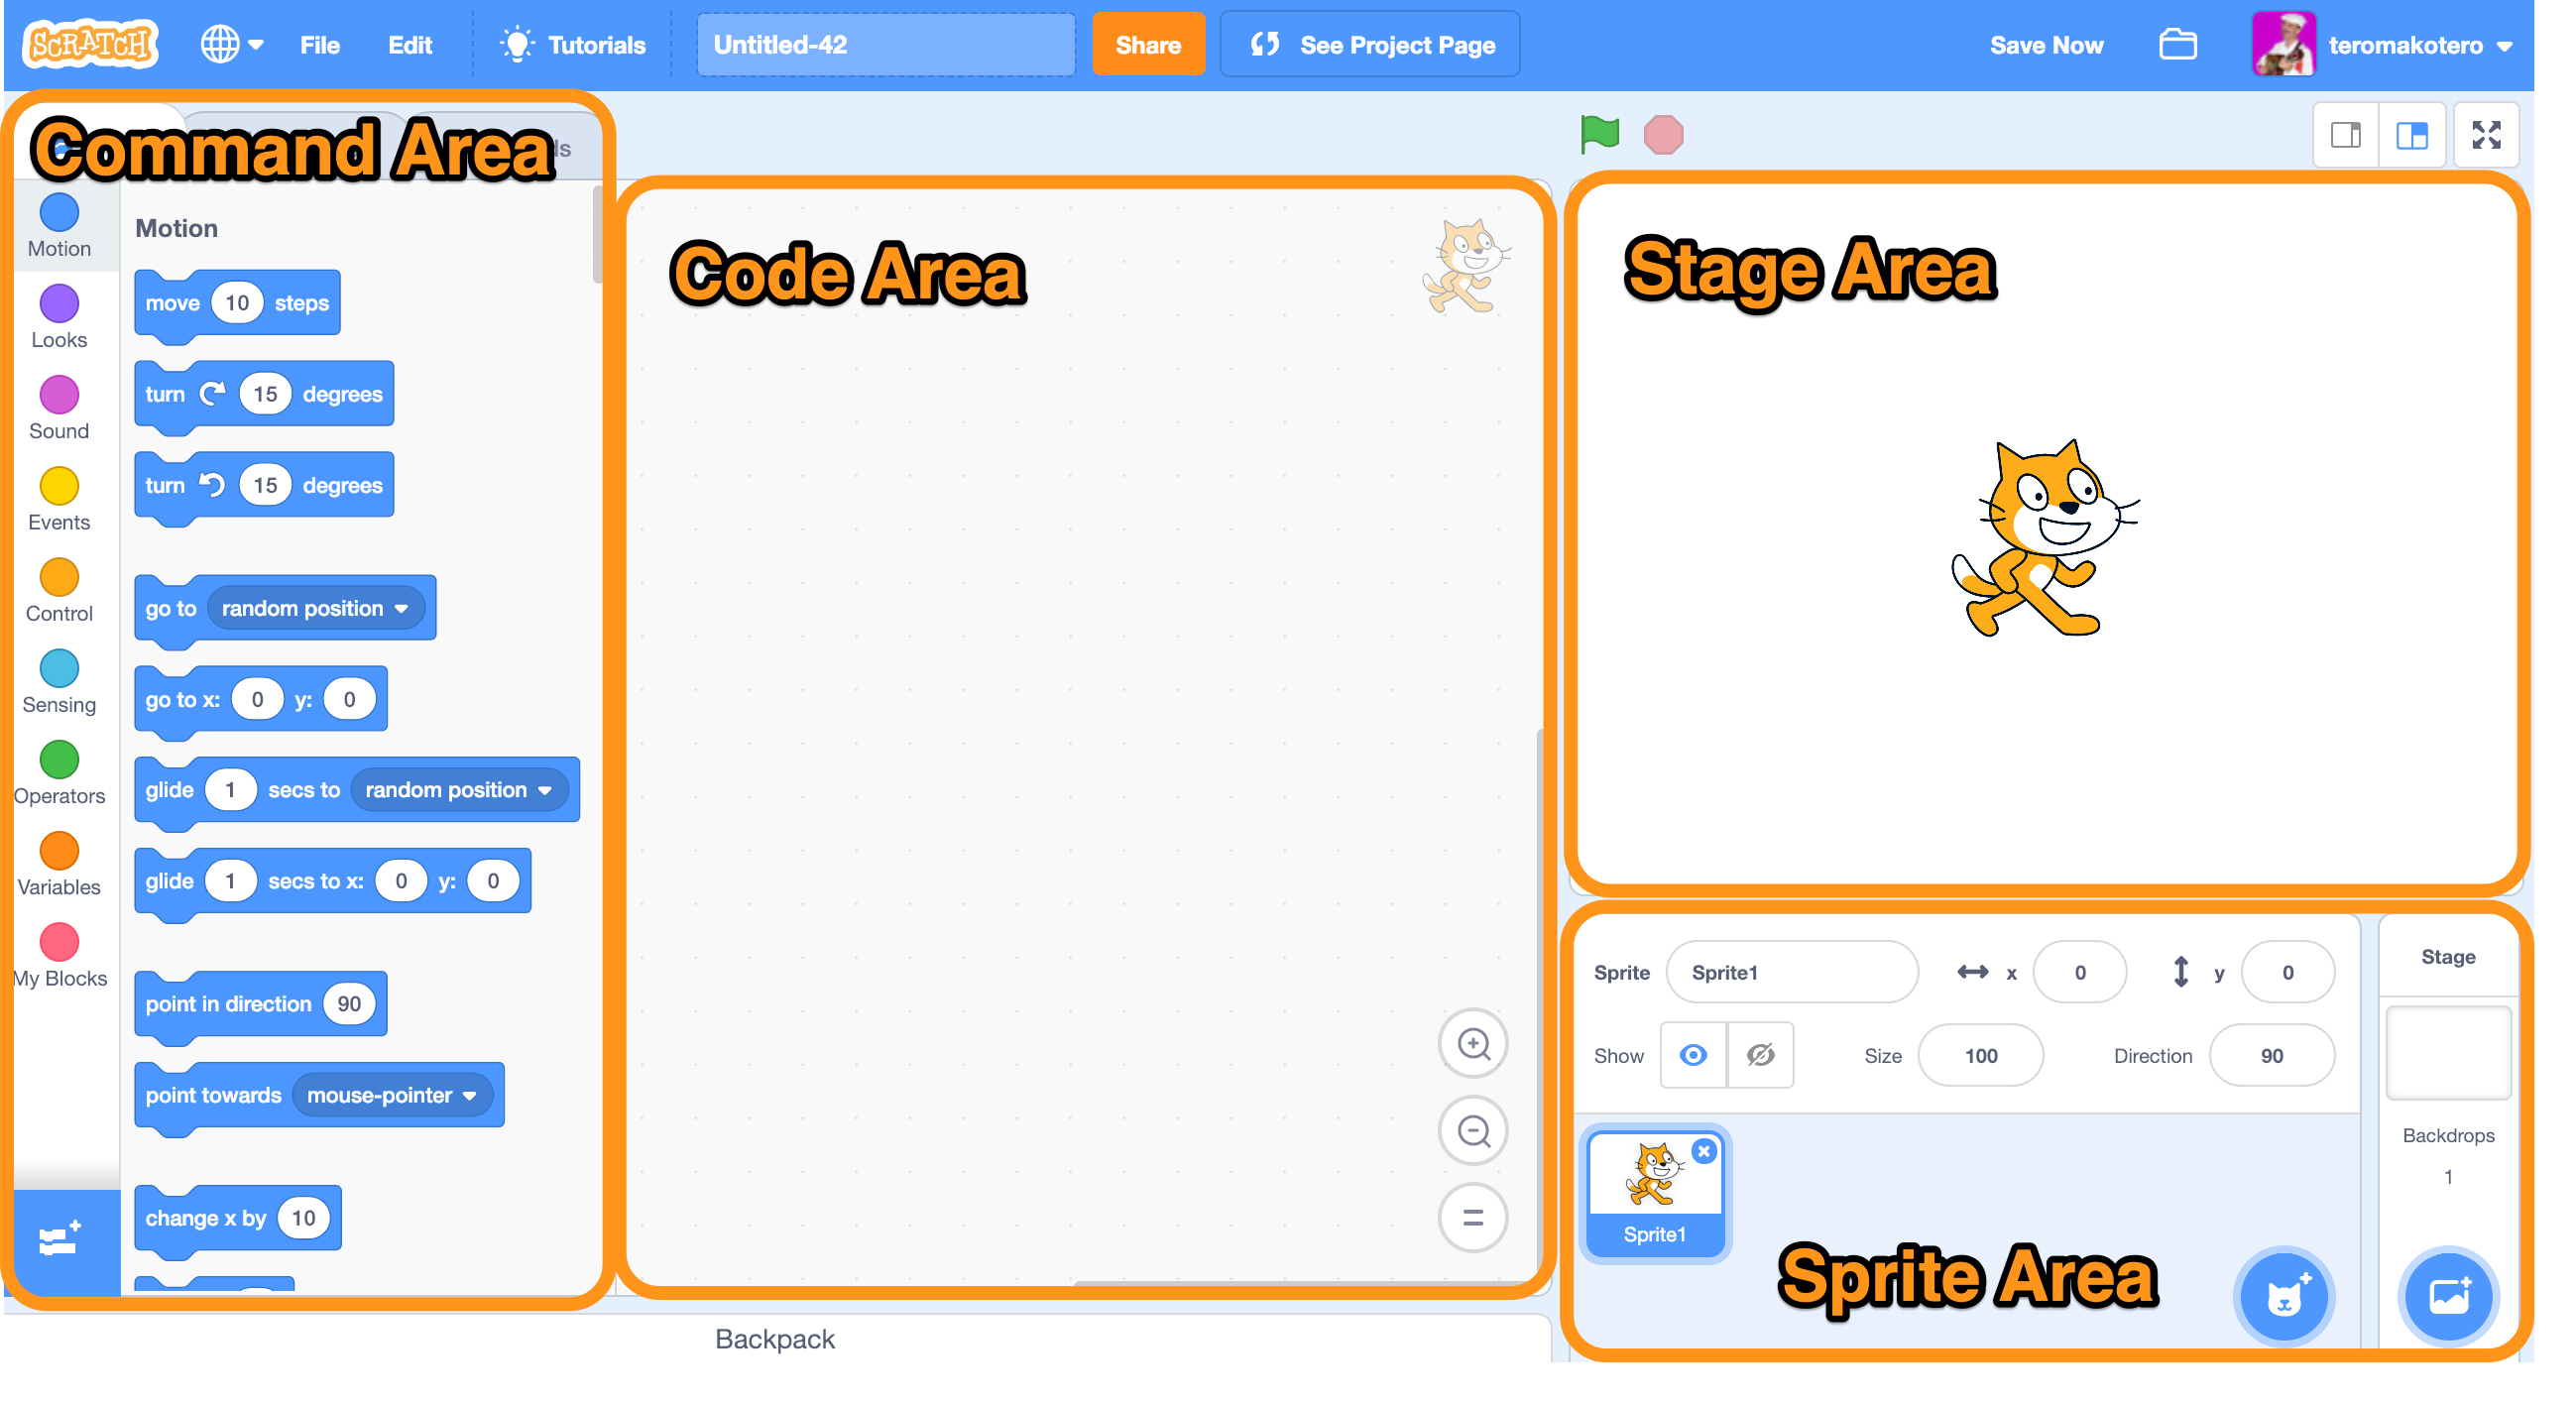 SCRATCH File Edit Tutorials Untitled-42 Share See Project Page Save Now teromakotero
Command Area
Motion
Looks
Sound
Events
Control
Sensing
Operators
Variables
My Blocks
Motion
move 10 steps
turn 15 degrees
turn 15 degrees
go to random position
go to x: 0 y: 0
glide 1 secs to random position
glide 1 secs to x: 0 y: 0
point in direction 90
point towards mouse-pointer
change x by 10
Code Area
Backpack
Stage Area
Sprite Sprite1 x 0 y 0
Show Size 100 Direction 90
Sprite1
Sprite Area
Stage
Backdrops
1